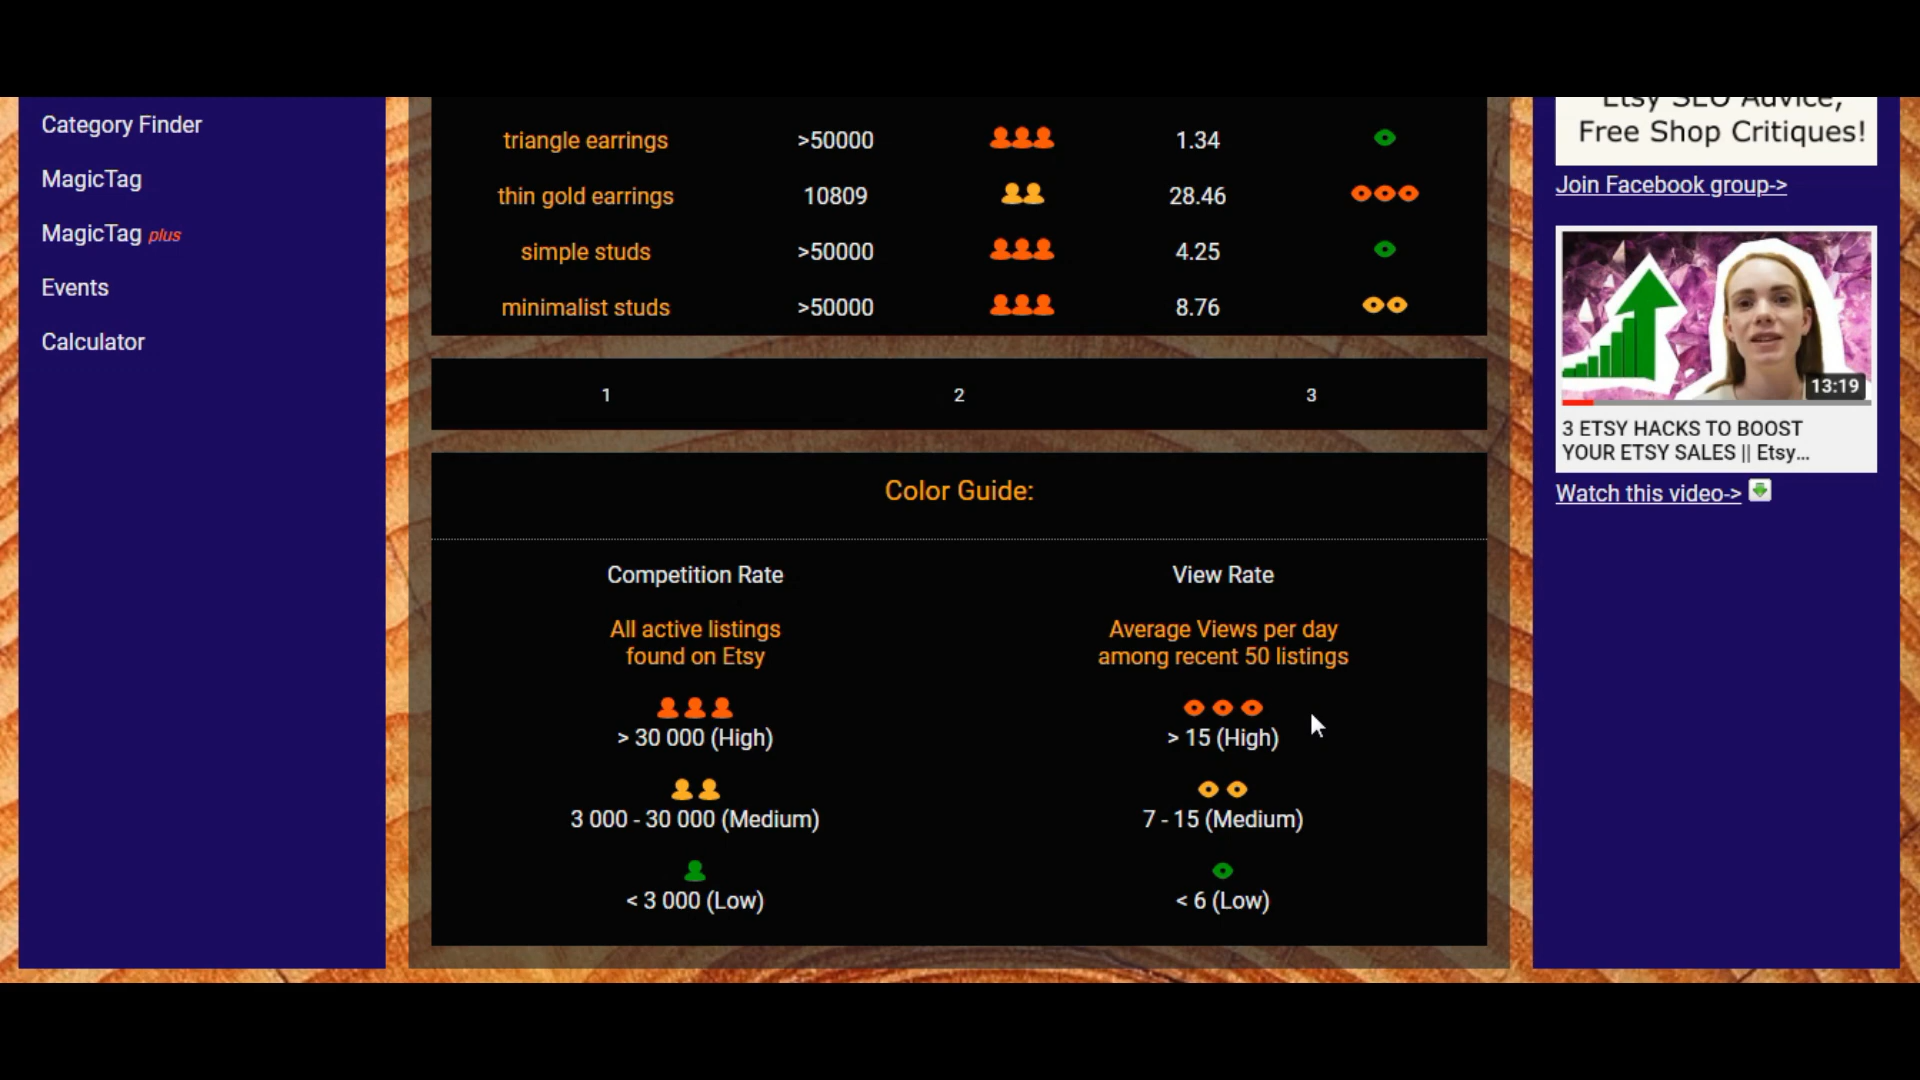 Category Finder
MagicTag
MagicTag plus
Events
Calculator
triangle earrings >50000 1.34
thin gold earrings 10809 28.46
simple studs >50000 4.25
minimalist studs >50000 8.76
1 2 3
Color Guide:
Competition Rate
All active listings
found on Etsy
> 30 000 (High)
3 000 - 30 000 (Medium)
< 3 000 (Low)
View Rate
Average Views per day
among recent 50 listings
> 15 (High)
7 - 15 (Medium)
< 6 (Low)
Etsy SEO Advice,
Free Shop Critiques!
Join Facebook group->
13:19
3 ETSY HACKS TO BOOST
YOUR ETSY SALES || Etsy...
Watch this video->